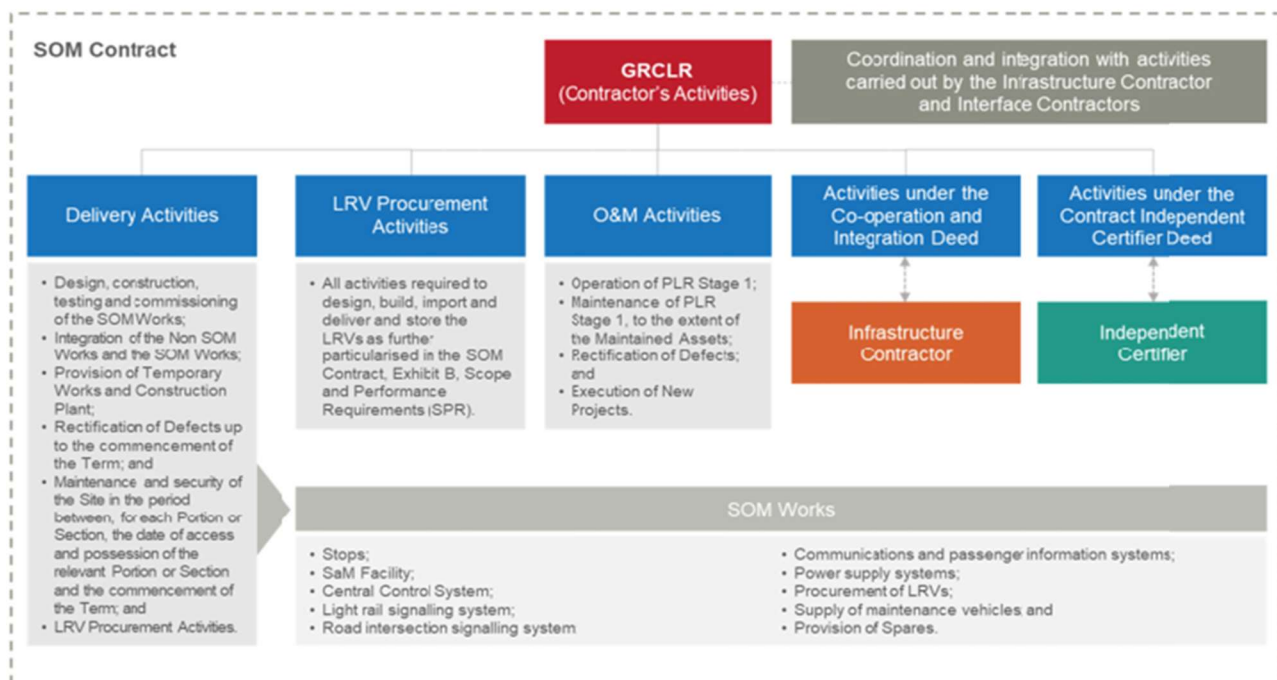 SOM Contract
GRCLR
(Contractor's Activities)
Coordination and integration with activities
carried out by the Infrastructure Contractor
and Interface Contractors
Delivery Activities
LRV Procurement
Activities
O&M Activities
Activities under the
Co-operation and
Integration Deed
Activities under the
Contract Independent
Certifier Deed
• Design, construction,
testing and commissioning
of the SOM Works;
• Integration of the Non SOM
Works and the SOM Works;
• Provision of Temporary
Works and Construction
Plant;
• Rectification of Defects up
to the commencement of
the Term; and
• Maintenance and security of
the Site in the period
between, for each Portion or
Section, the date of access
and possession of the
relevant Portion or Section
and the commencement of
the Term; and
• LRV Procurement Activities.
• All activities required to
design, build, import and
deliver and store the
LRVs as further
particularised in the SOM
Contract, Exhibit B, Scope
and Performance
Requirements (SPR).
• Operation of PLR Stage 1;
• Maintenance of PLR
Stage 1, to the extent of
the Maintained Assets;
• Rectification of Defects;
and
• Execution of New
Projects.
Infrastructure
Contractor
Independent
Certifier
SOM Works
• Stops;
• SaM Facility;
• Central Control System;
• Light rail signalling system;
• Road intersection signalling system
• Communications and passenger information systems;
• Power supply systems;
• Procurement of LRVs;
• Supply of maintenance vehicles; and
• Provision of Spares.